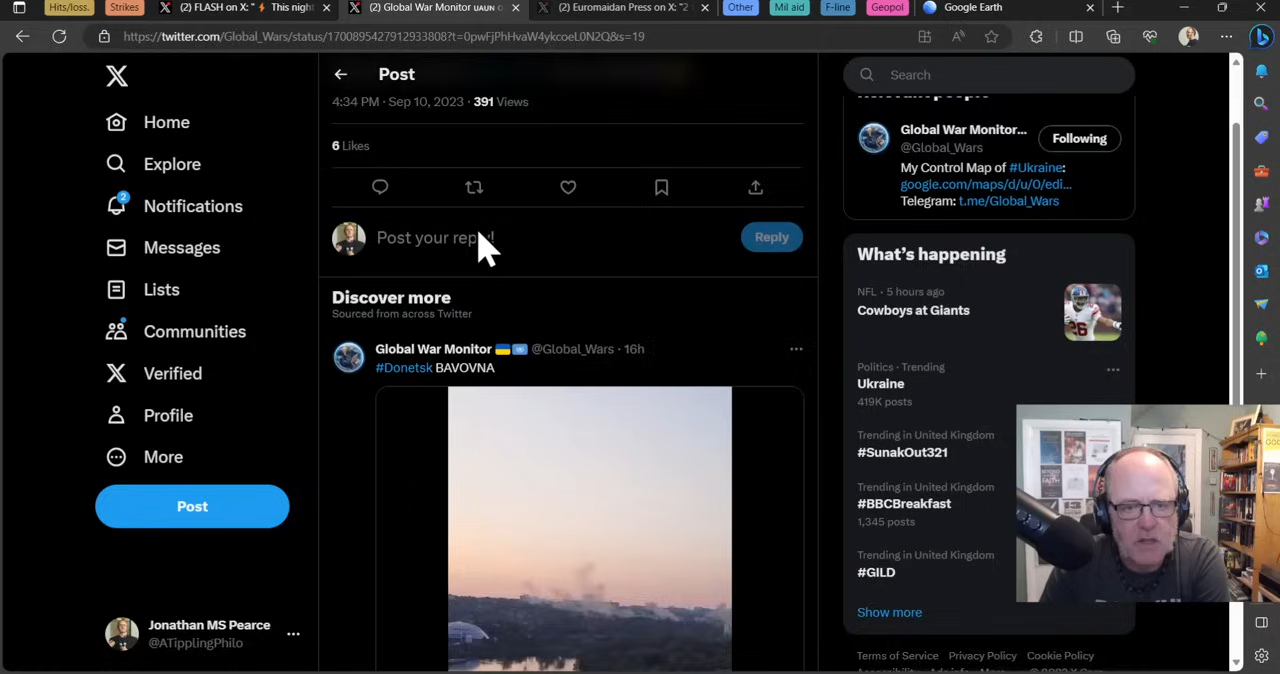 Hits/loss.
Strikes
(2) FLASH on X: "⚡ This night
(2) Global War Monitor
(2) Euromaidan Press on X: "2
Other
Mil aid
F-line
Geopol
Google Earth
https://twitter.com/Global_Wars/status/1700895427912933808?t=0pwFjPhHvaW4ykcoeL0N2Q&s=19
Home
Explore
2
Notifications
Messages
Lists
Communities
Verified
Profile
More
Post
Jonathan MS Pearce
@ATipplingPhilo
Post
4:34 PM · Sep 10, 2023 · 391 Views
6 Likes
Post your reply!
Reply
Discover more
Sourced from across Twitter
Global War Monitor 🇺🇦🇺🇳 @Global_Wars · 16h
#Donetsk BAVOVNA
Search
Relevant people
Global War Monitor...
@Global_Wars
Following
My Control Map of #Ukraine:
google.com/maps/d/u/0/edi...
Telegram: t.me/Global_Wars
What's happening
NFL · 5 hours ago
Cowboys at Giants
Politics · Trending
Ukraine
419K posts
Trending in United Kingdom
#SunakOut321
Trending in United Kingdom
#BBCBreakfast
1,345 posts
Trending in United Kingdom
#GILD
Show more
Terms of Service Privacy Policy Cookie Policy